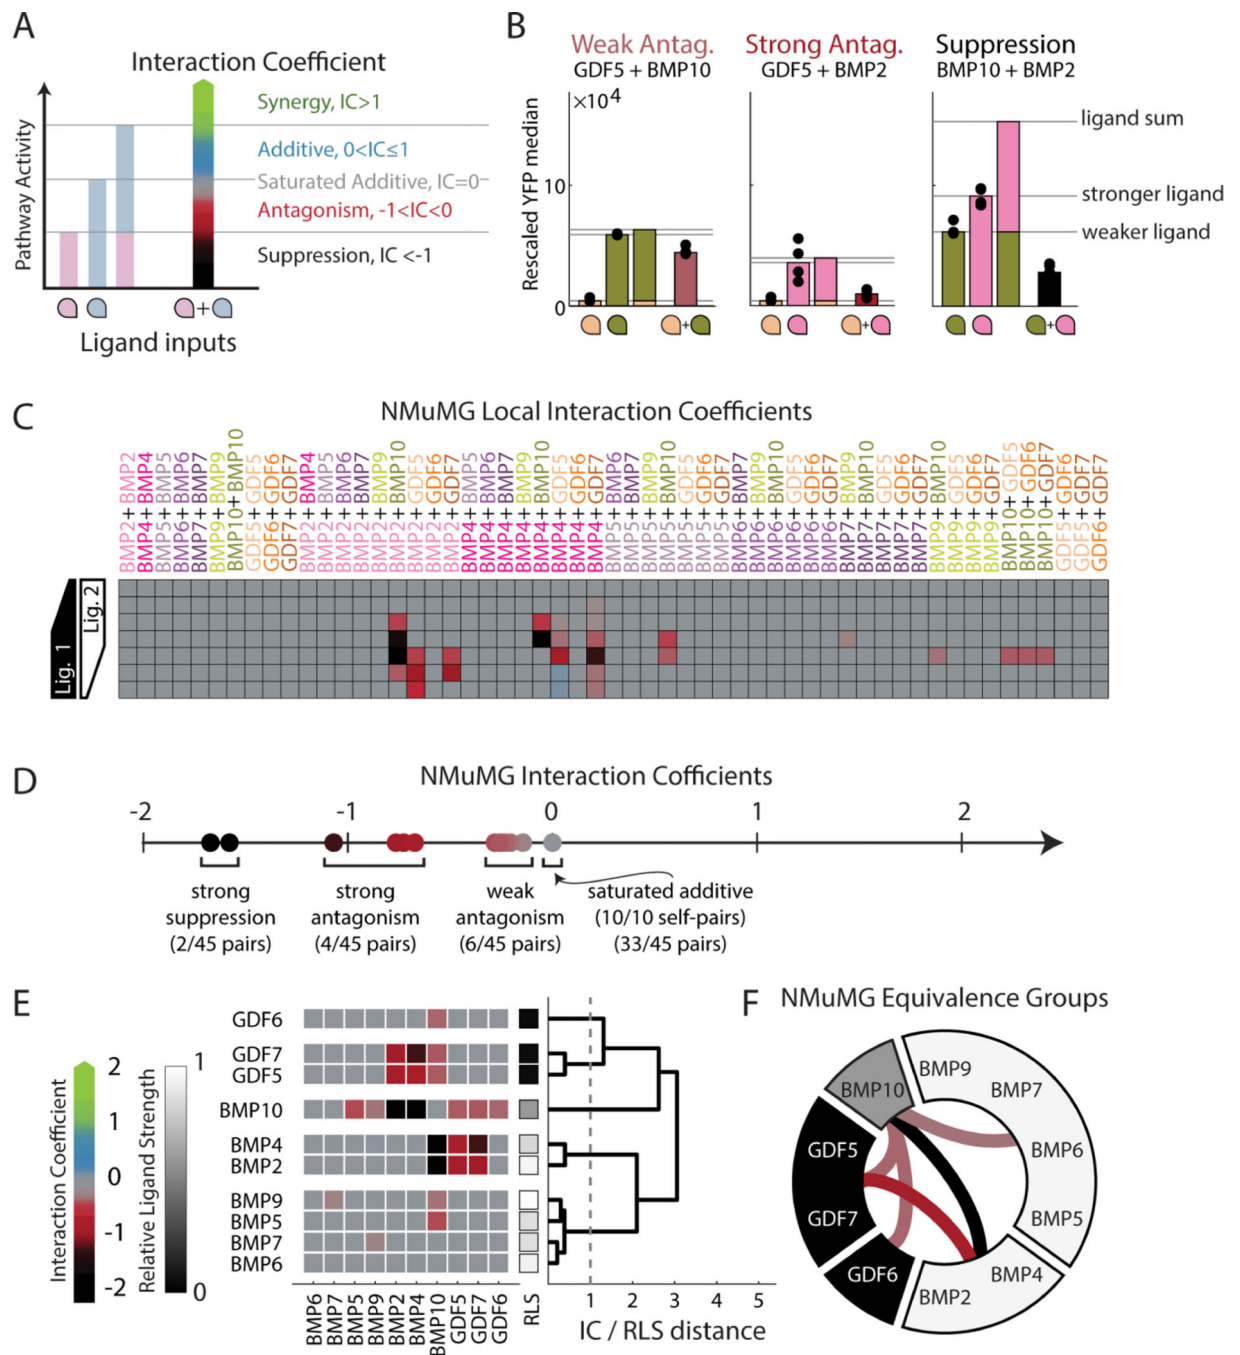 A
Interaction Coefficient
Pathway Activity
Synergy, IC>1
Additive, 0<IC≤1
Saturated Additive, IC=0
Antagonism, -1<IC<0
Suppression, IC <-1
+
Ligand inputs
B
Weak Antag.
GDF5 + BMP10
Strong Antag.
GDF5 + BMP2
Suppression
BMP10 + BMP2
Rescaled YFP median
×10⁴
10
0
+
+
+
ligand sum
stronger ligand
weaker ligand
C
NMuMG Local Interaction Coefficients
BMP2+BMP2
BMP4+BMP4
BMP5+BMP5
BMP6+BMP6
BMP7+BMP7
BMP9+BMP9
BMP10+BMP10
GDF5+GDF5
GDF6+GDF6
GDF7+GDF7
BMP2+BMP4
BMP2+BMP5
BMP2+BMP6
BMP2+BMP7
BMP2+BMP9
BMP2+BMP10
BMP2+GDF5
BMP2+GDF6
BMP2+GDF7
BMP4+BMP5
BMP4+BMP6
BMP4+BMP7
BMP4+BMP9
BMP4+BMP10
BMP4+GDF5
BMP4+GDF6
BMP4+GDF7
BMP5+BMP6
BMP5+BMP7
BMP5+BMP9
BMP5+BMP10
BMP5+GDF5
BMP5+GDF6
BMP5+GDF7
BMP6+BMP7
BMP6+BMP9
BMP6+BMP10
BMP6+GDF5
BMP6+GDF6
BMP6+GDF7
BMP7+BMP9
BMP7+BMP10
BMP7+GDF5
BMP7+GDF6
BMP7+GDF7
BMP9+BMP10
BMP9+GDF5
BMP9+GDF6
BMP9+GDF7
BMP10+GDF5
BMP10+GDF6
BMP10+GDF7
GDF5+GDF6
GDF5+GDF7
GDF6+GDF7
Lig. 1
Lig. 2
D
NMuMG Interaction Cofficients
-2
-1
0
1
2
strong
suppression
(2/45 pairs)
strong
antagonism
(4/45 pairs)
weak
antagonism
(6/45 pairs)
saturated additive
(10/10 self-pairs)
(33/45 pairs)
E
Interaction Coefficient
2
1
0
-1
-2
Relative Ligand Strength
1
0
GDF6
GDF7
GDF5
BMP10
BMP4
BMP2
BMP9
BMP5
BMP7
BMP6
BMP6
BMP7
BMP5
BMP9
BMP2
BMP4
BMP10
GDF5
GDF7
GDF6
RLS
1
2
3
4
5
IC / RLS distance
F
NMuMG Equivalence Groups
BMP9
BMP7
BMP10
BMP6
GDF5
BMP5
GDF7
BMP4
GDF6
BMP2